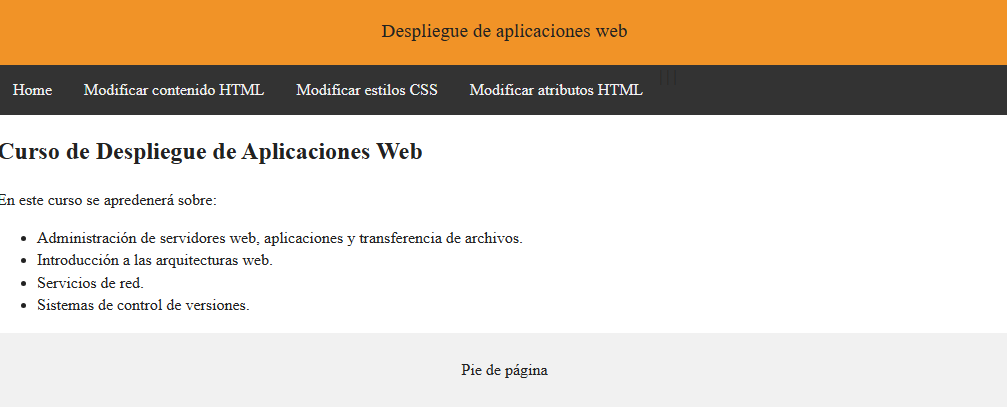 Despliegue de aplicaciones web
Home Modificar contenido HTML Modificar estilos CSS Modificar atributos HTML |||
Curso de Despliegue de Aplicaciones Web
En este curso se apredenerá sobre:
• Administración de servidores web, aplicaciones y transferencia de archivos.
• Introducción a las arquitecturas web.
• Servicios de red.
• Sistemas de control de versiones.
Pie de página